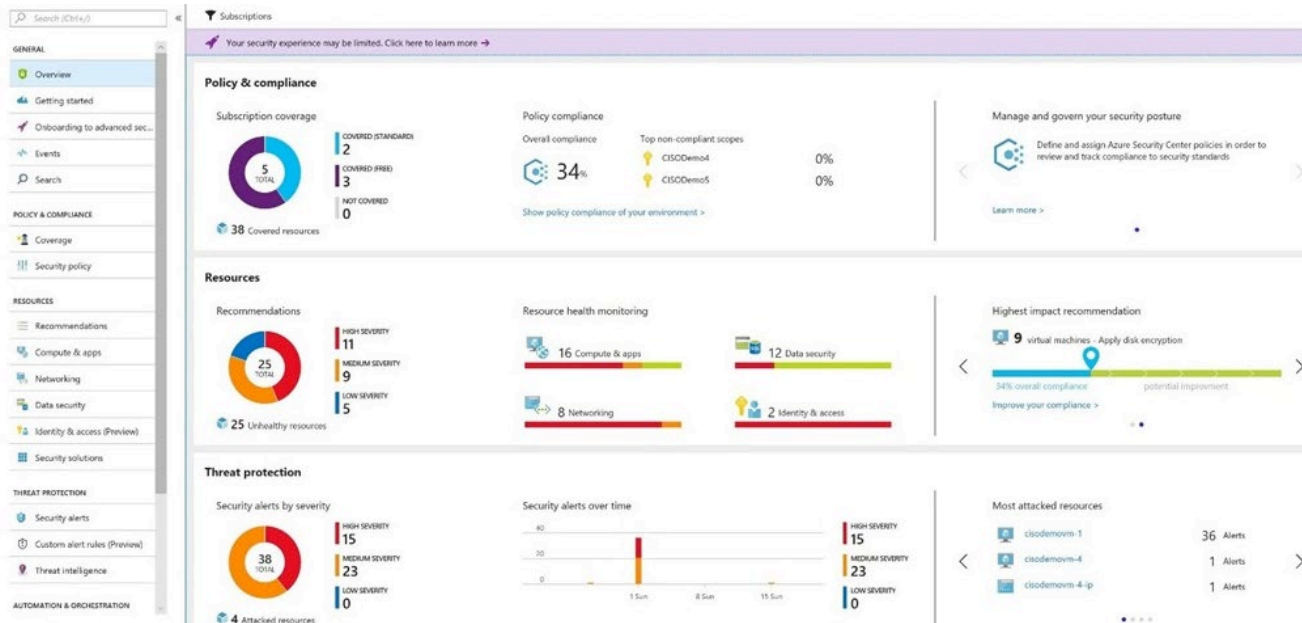 Search (Ctrl+/)
«
GENERAL
Overview
Getting started
Onboarding to advanced sec...
Events
Search
POLICY & COMPLIANCE
Coverage
Security policy
RESOURCES
Recommendations
Compute & apps
Networking
Data security
Identity & access (Preview)
Security solutions
THREAT PROTECTION
Security alerts
Custom alert rules (Preview)
Threat intelligence
AUTOMATION & ORCHESTRATION
Subscriptions
Your security experience may be limited. Click here to learn more →
Policy & compliance
Subscription coverage
5
TOTAL
COVERED (STANDARD)
2
COVERED (FREE)
3
NOT COVERED
0
38 Covered resources
Policy compliance
Overall compliance
34%
Top non-compliant scopes
CISODemo4 0%
CISODemo5 0%
Show policy compliance of your environment >
Manage and govern your security posture
Define and assign Azure Security Center policies in order to
review and track compliance to security standards
Learn more >
Resources
Recommendations
25
TOTAL
HIGH SEVERITY
11
MEDIUM SEVERITY
9
LOW SEVERITY
5
25 Unhealthy resources
Resource health monitoring
16 Compute & apps
12 Data security
8 Networking
2 Identity & access
Highest impact recommendation
9 virtual machines - Apply disk encryption
34% overall compliance
potential improvment
Improve your compliance >
Threat protection
Security alerts by severity
38
TOTAL
HIGH SEVERITY
15
MEDIUM SEVERITY
23
LOW SEVERITY
0
4 Attacked resources
Security alerts over time
40
20
0
1 Sun 8 Sun 15 Sun
HIGH SEVERITY
15
MEDIUM SEVERITY
23
LOW SEVERITY
0
Most attacked resources
cisodemovm-1 36 Alerts
cisodemovm-4 1 Alerts
cisodemovm-4-ip 1 Alerts